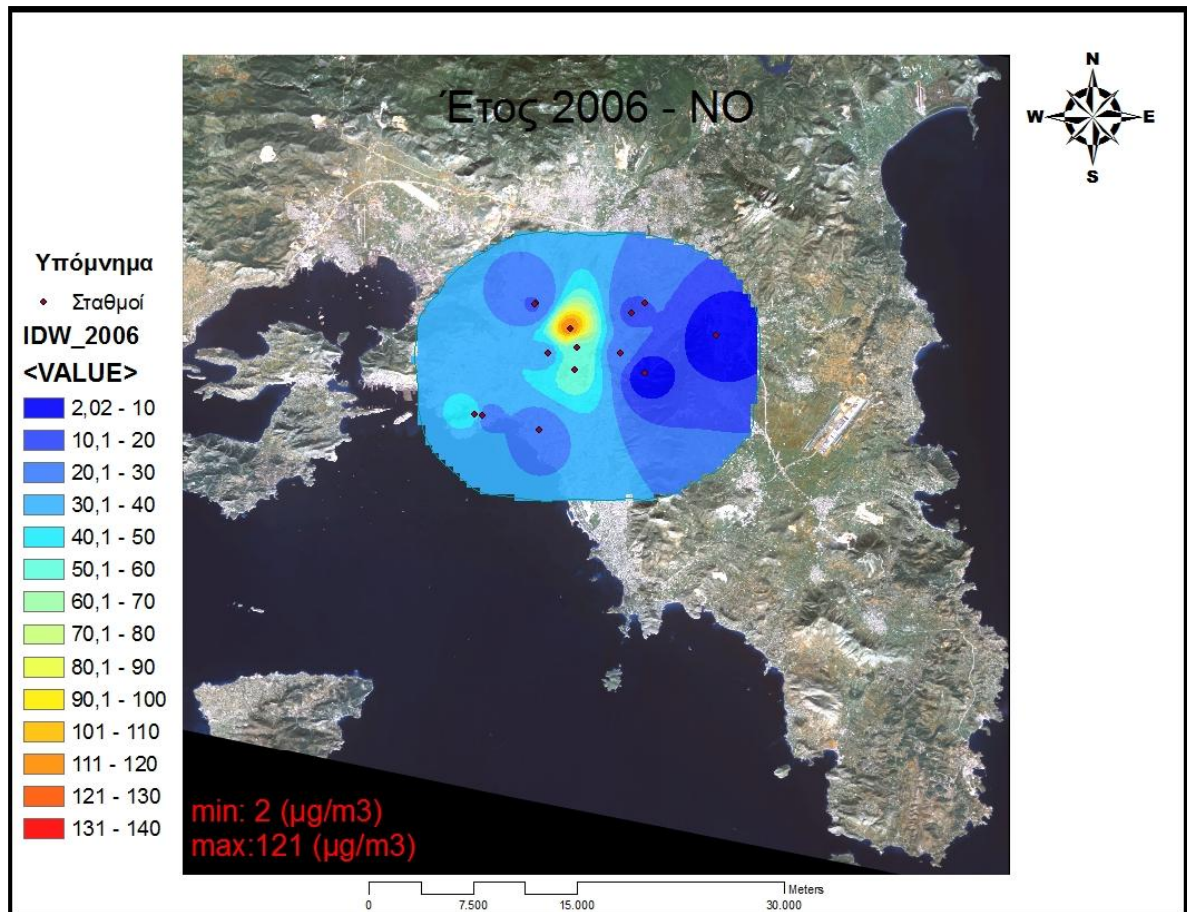 Έτος 2006 - NO
N
W
E
S
Υπόμνημα
Σταθμοί
IDW_2006
<VALUE>
2,02 - 10
10,1 - 20
20,1 - 30
30,1 - 40
40,1 - 50
50,1 - 60
60,1 - 70
70,1 - 80
80,1 - 90
90,1 - 100
101 - 110
111 - 120
121 - 130
131 - 140
min: 2 (μg/m3)
max:121 (μg/m3)
Meters
0 7.500 15.000 30.000